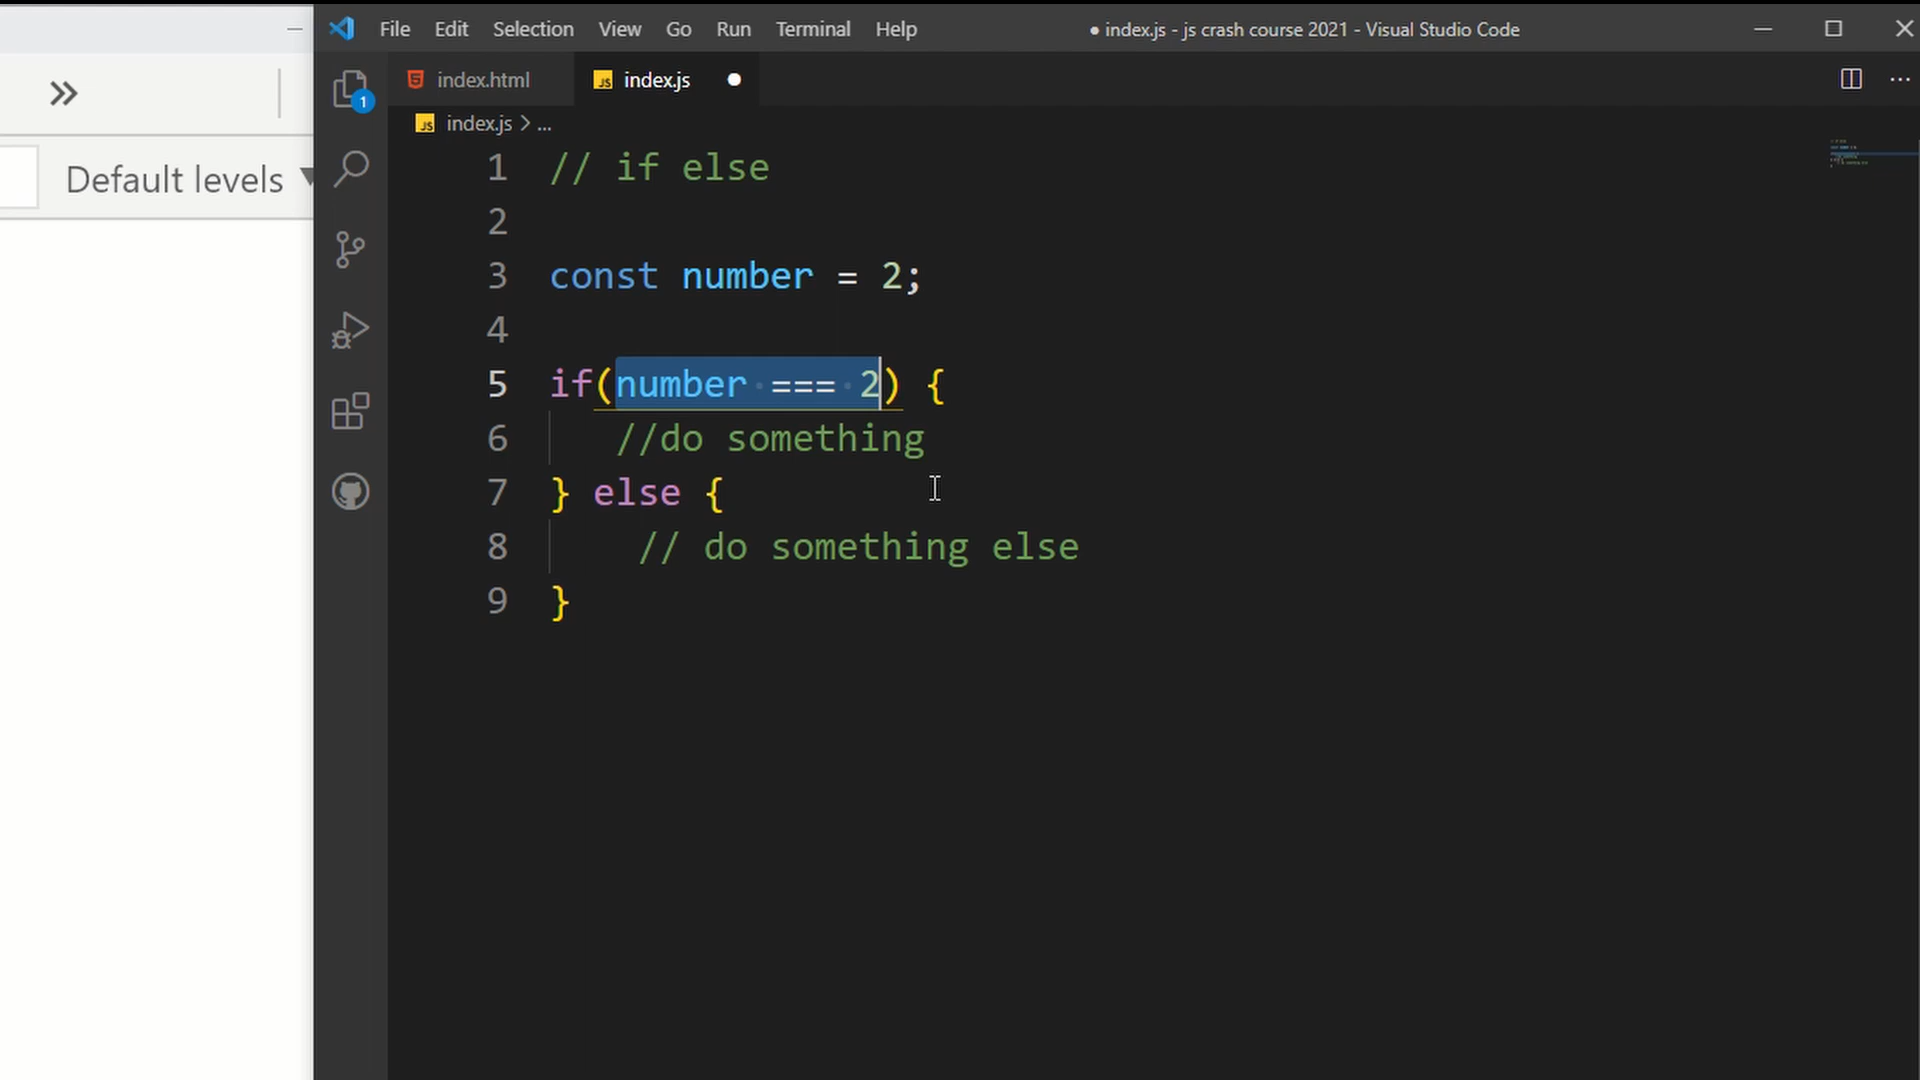 File Edit Selection View Go Run Terminal Help ● index.js - js crash course 2021 - Visual Studio Code
index.html index.js
index.js > ...
Default levels
1
1 // if else
2
3 const number = 2;
4
5 if(number === 2) {
6 //do something
7 } else {
8 // do something else
9 }